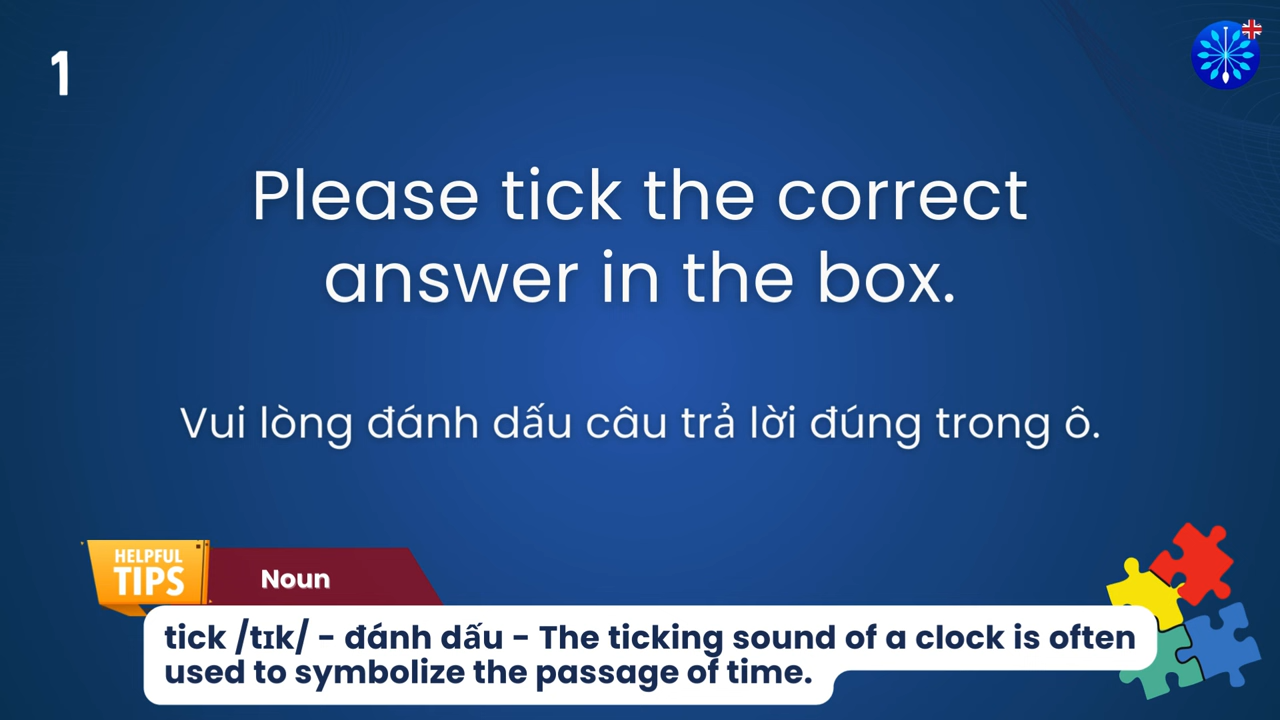 1
Please tick the correct
answer in the box.
Vui lòng đánh dấu câu trả lời đúng trong ô.
HELPFUL
TIPS
Noun
tick /tɪk/ - đánh dấu - The ticking sound of a clock is often
used to symbolize the passage of time.